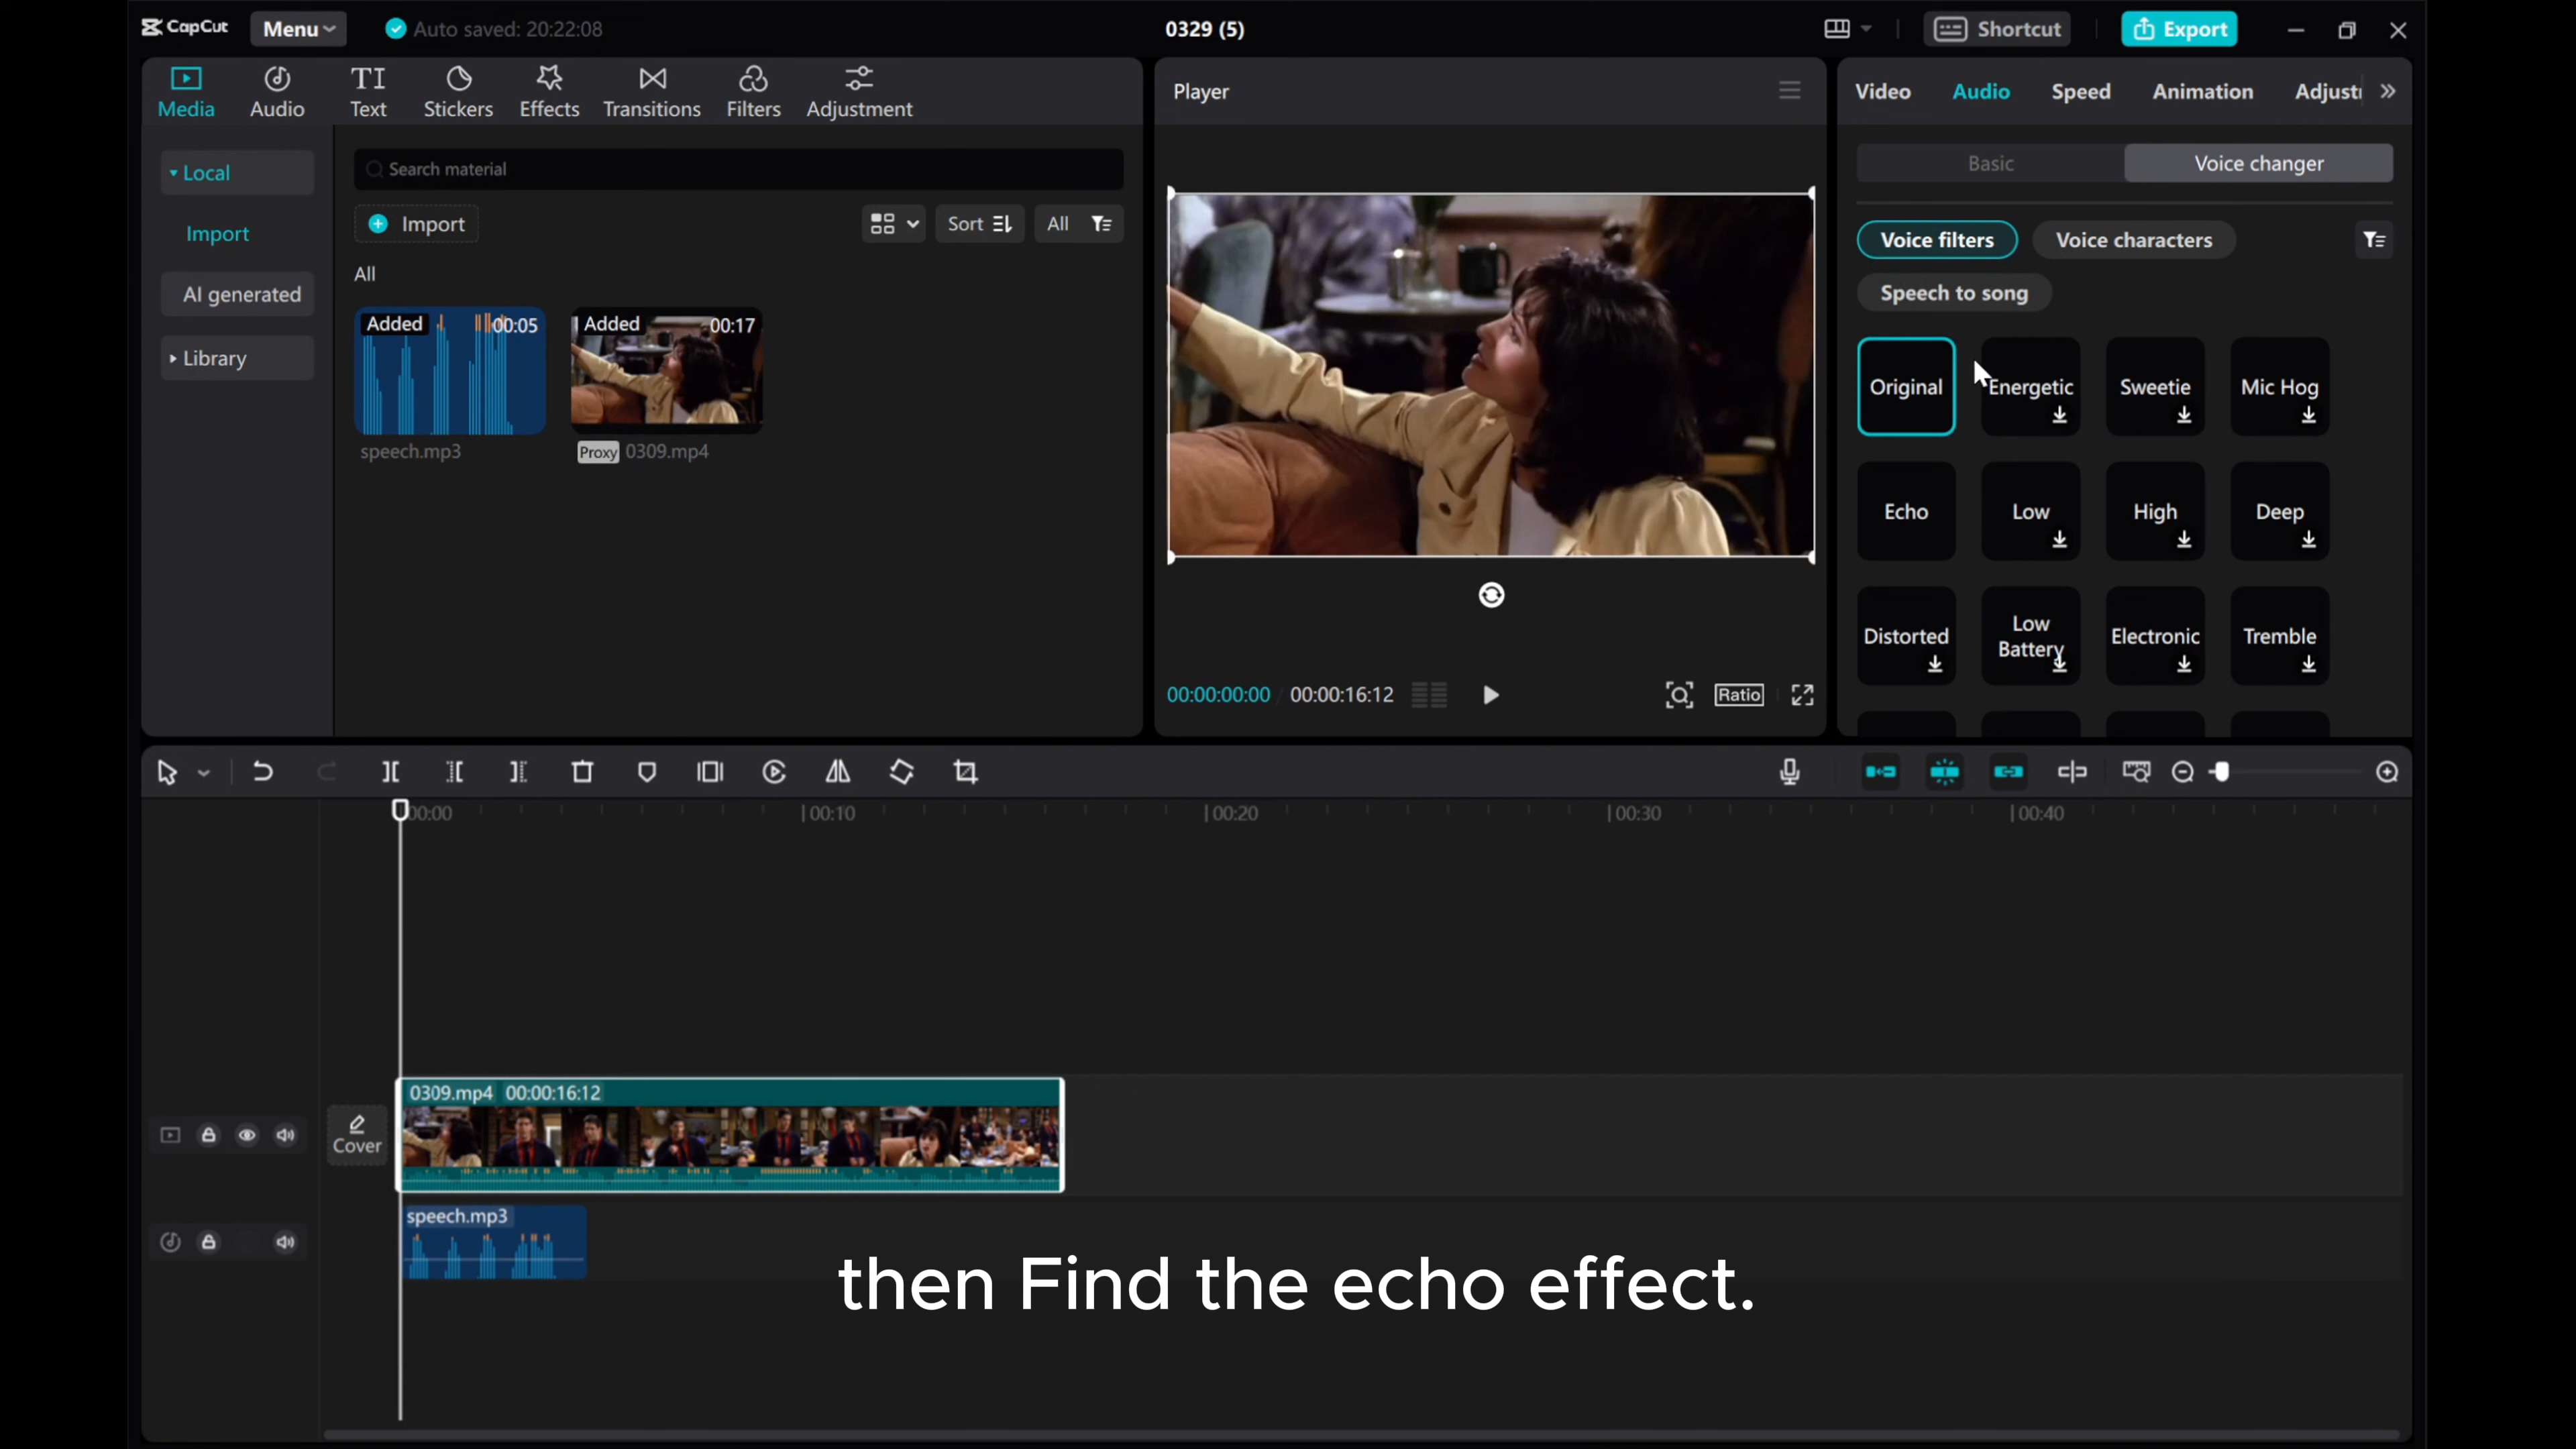 CapCut
Menu
Auto saved: 20:22:08
0329 (5)
Shortcut
Export
Media
Audio
Text
Stickers
Effects
Transitions
Filters
Adjustment
Local
Import
AI generated
Library
Search material
Import
Sort
All
All
Added
00:05
speech.mp3
Added
00:17
Proxy
0309.mp4
Player
00:00:00:00
00:00:16:12
Ratio
Video
Audio
Speed
Animation
Adjust
Basic
Voice changer
Voice filters
Voice characters
Speech to song
Original
Energetic
Sweetie
Mic Hog
Echo
Low
High
Deep
Distorted
Low
Battery
Electronic
Tremble
00:00
00:10
00:20
00:30
00:40
Cover
0309.mp4 00:00:16:12
speech.mp3
then Find the echo effect.